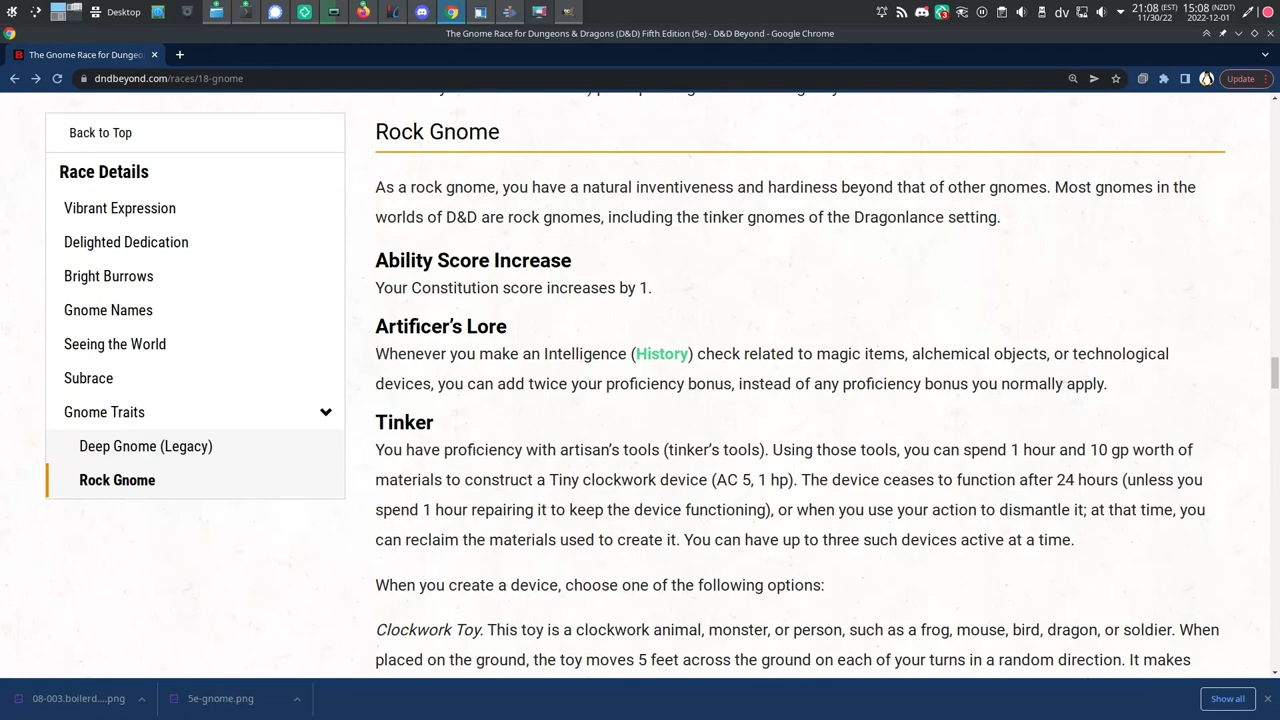 Desktop
dv
21:08 (EST)
11/30/22
15:08 (NZDT)
2022-12-01
The Gnome Race for Dungeons & Dragons (D&D) Fifth Edition (5e) - D&D Beyond - Google Chrome
The Gnome Race for Dunge
dndbeyond.com/races/18-gnome
Update
Back to Top
Race Details
Vibrant Expression
Delighted Dedication
Bright Burrows
Gnome Names
Seeing the World
Subrace
Gnome Traits
Deep Gnome (Legacy)
Rock Gnome
Rock Gnome
As a rock gnome, you have a natural inventiveness and hardiness beyond that of other gnomes. Most gnomes in the
worlds of D&D are rock gnomes, including the tinker gnomes of the Dragonlance setting.
Ability Score Increase
Your Constitution score increases by 1.
Artificer’s Lore
Whenever you make an Intelligence (History) check related to magic items, alchemical objects, or technological
devices, you can add twice your proficiency bonus, instead of any proficiency bonus you normally apply.
Tinker
You have proficiency with artisan’s tools (tinker’s tools). Using those tools, you can spend 1 hour and 10 gp worth of
materials to construct a Tiny clockwork device (AC 5, 1 hp). The device ceases to function after 24 hours (unless you
spend 1 hour repairing it to keep the device functioning), or when you use your action to dismantle it; at that time, you
can reclaim the materials used to create it. You can have up to three such devices active at a time.
When you create a device, choose one of the following options:
Clockwork Toy. This toy is a clockwork animal, monster, or person, such as a frog, mouse, bird, dragon, or soldier. When
placed on the ground, the toy moves 5 feet across the ground on each of your turns in a random direction. It makes
08-003.boilerd....png
5e-gnome.png
Show all